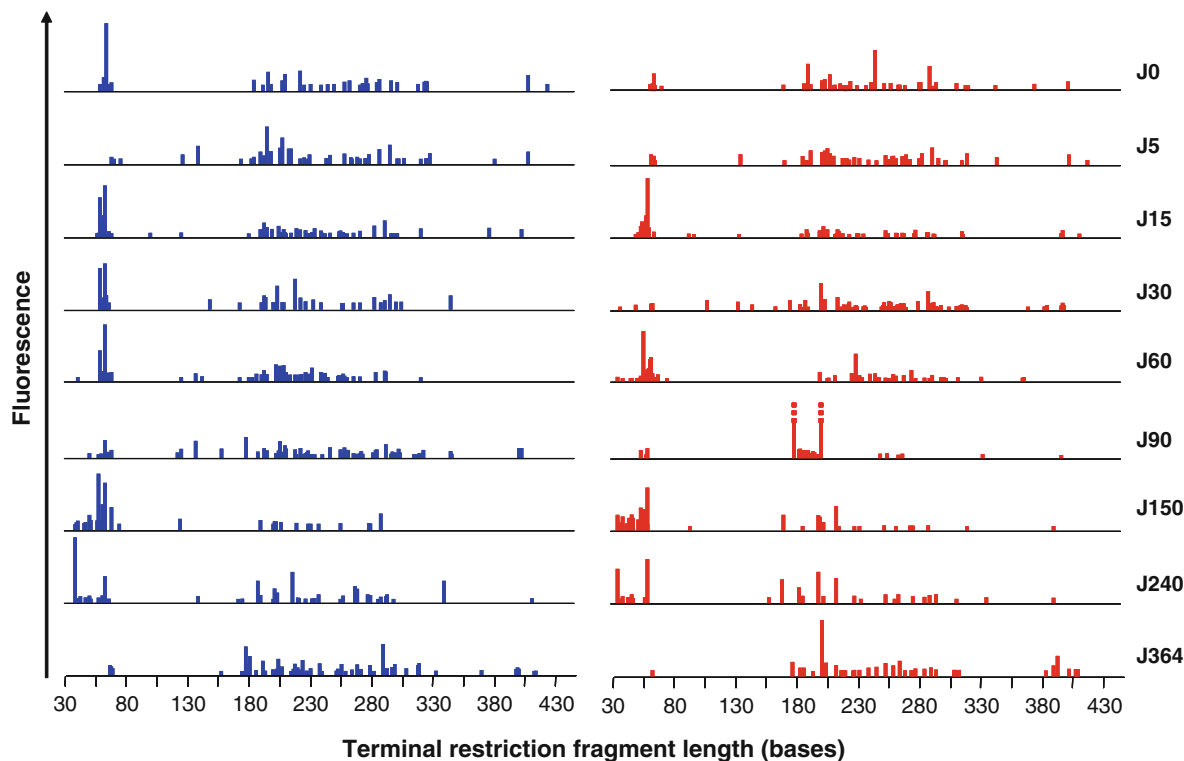 Fluorescence
J0
J5
J15
J30
J60
J90
J150
J240
J364
30 80 130 180 230 280 330 380 430
30 80 130 180 230 280 330 380 430
Terminal restriction fragment length (bases)